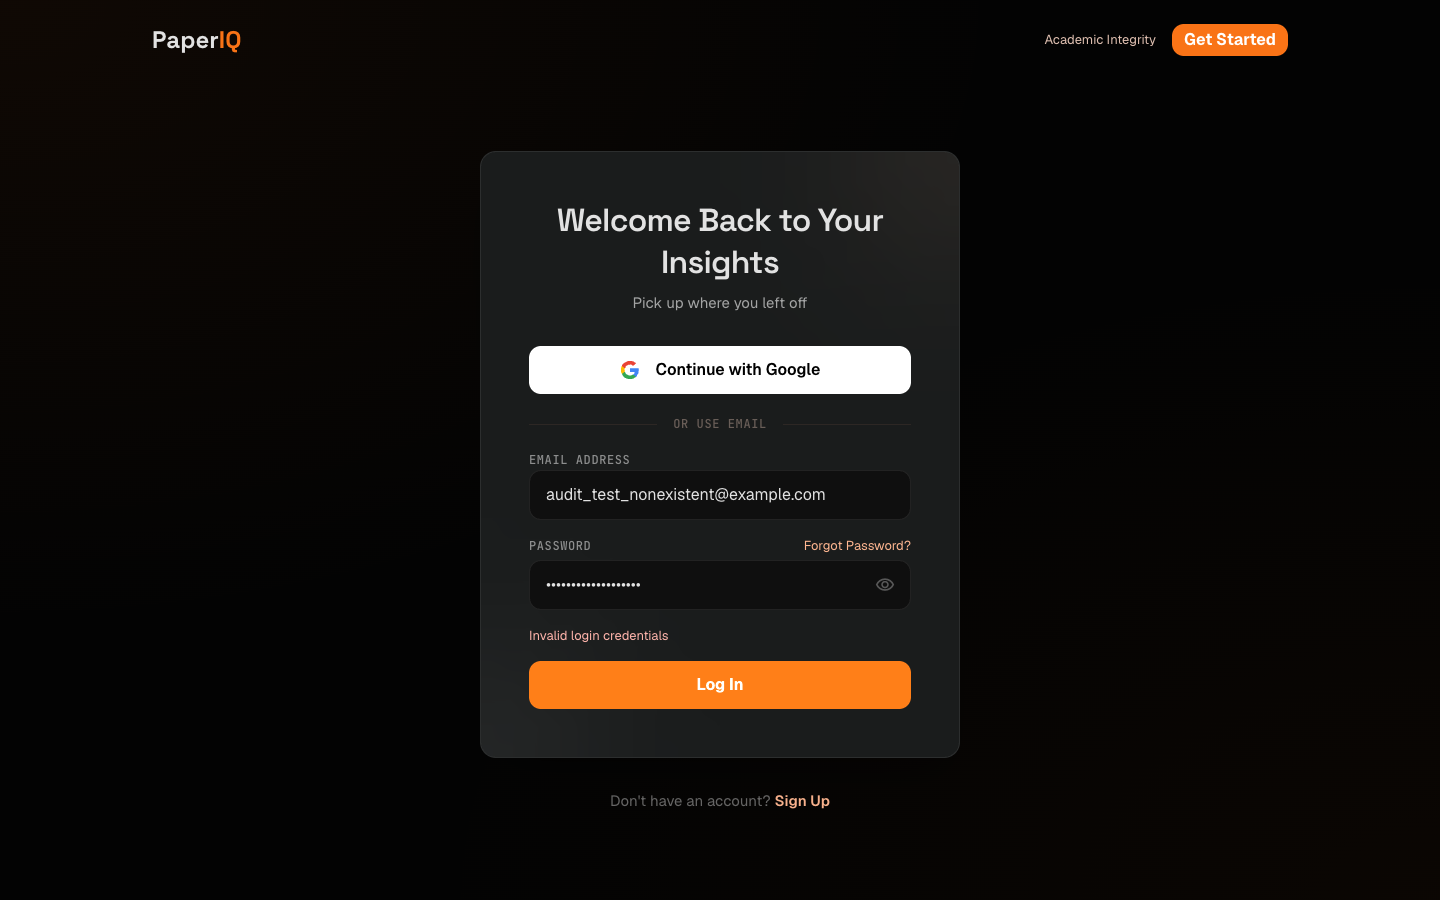 PaperIQ
Academic Integrity
Get Started
Welcome Back to Your
Insights
Pick up where you left off
Continue with Google
OR USE EMAIL
EMAIL ADDRESS
audit_test_nonexistent@example.com
PASSWORD
Forgot Password?
•••••••••••••••••••
Invalid login credentials
Log In
Don't have an account? Sign Up